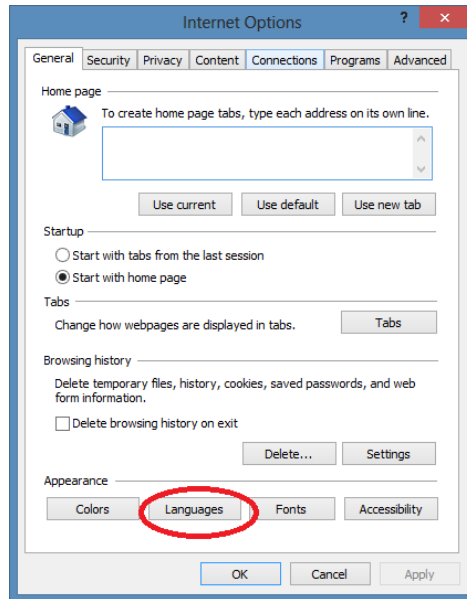 Internet Options ?
General Security Privacy Content Connections Programs Advanced
Home page
To create home page tabs, type each address on its own line.
Use current Use default Use new tab
Startup
Start with tabs from the last session
Start with home page
Tabs
Change how webpages are displayed in tabs. Tabs
Browsing history
Delete temporary files, history, cookies, saved passwords, and web
form information.
Delete browsing history on exit
Delete... Settings
Appearance
Colors Languages Fonts Accessibility
OK Cancel Apply